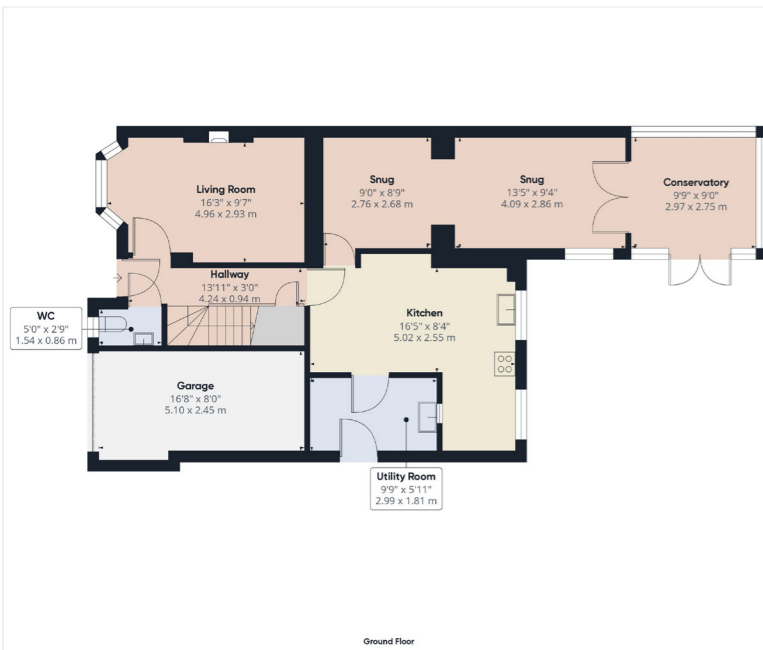 Living Room
16'3" x 9'7"
4.96 x 2.93 m
Snug
9'0" x 8'9"
2.76 x 2.68 m
Snug
13'5" x 9'4"
4.09 x 2.86 m
Conservatory
9'9" x 9'0"
2.97 x 2.75 m
Hallway
13'11" x 3'0"
4.24 x 0.94 m
WC
5'0" x 2'9"
1.54 x 0.86 m
Kitchen
16'5" x 8'4"
5.02 x 2.55 m
Garage
16'8" x 8'0"
5.10 x 2.45 m
Utility Room
9'9" x 5'11"
2.99 x 1.81 m
Ground Floor